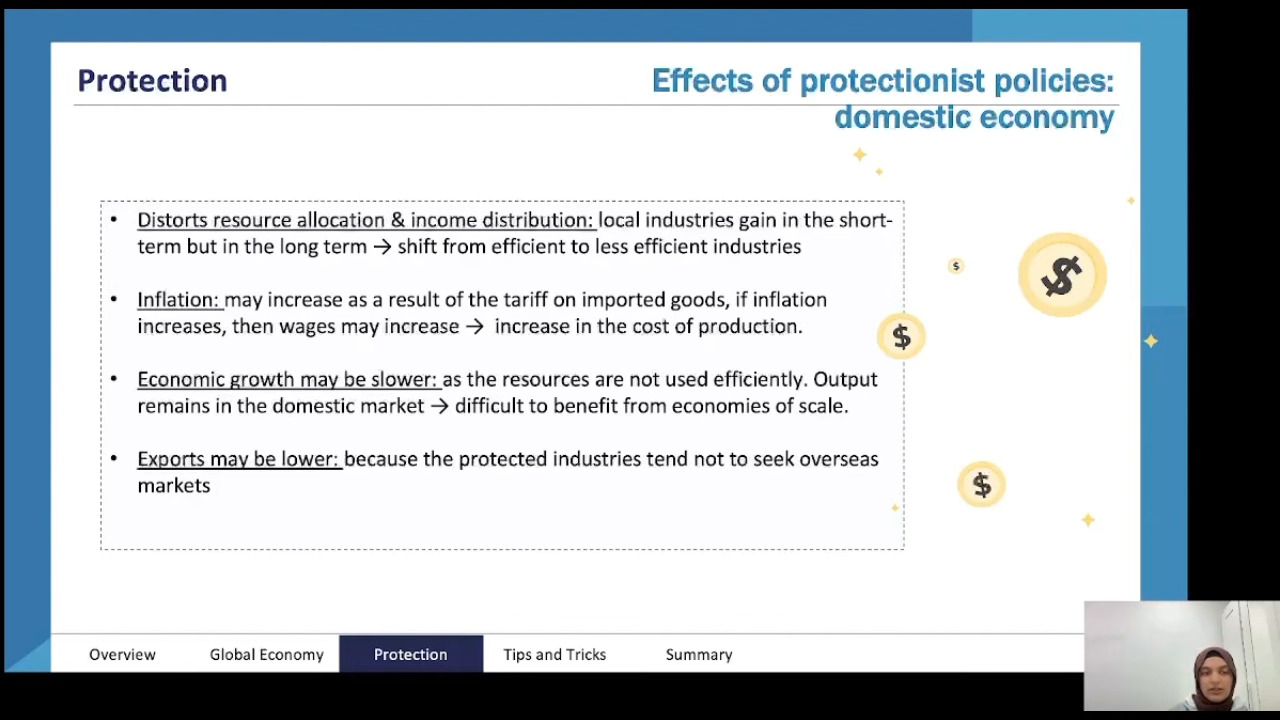 Protection
Effects of protectionist policies:
domestic economy
• Distorts resource allocation & income distribution: local industries gain in the short-
term but in the long term → shift from efficient to less efficient industries
• Inflation: may increase as a result of the tariff on imported goods, if inflation
increases, then wages may increase → increase in the cost of production.
• Economic growth may be slower: as the resources are not used efficiently. Output
remains in the domestic market → difficult to benefit from economies of scale.
• Exports may be lower: because the protected industries tend not to seek overseas
markets
$
$
$
$
Overview Global Economy Protection Tips and Tricks Summary